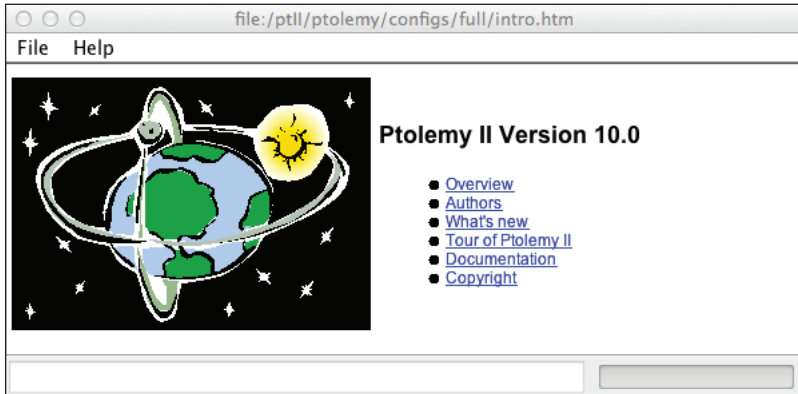 file:/ptII/ptolemy/configs/full/intro.htm
File Help
Ptolemy II Version 10.0
Overview
Authors
What's new
Tour of Ptolemy II
Documentation
Copyright